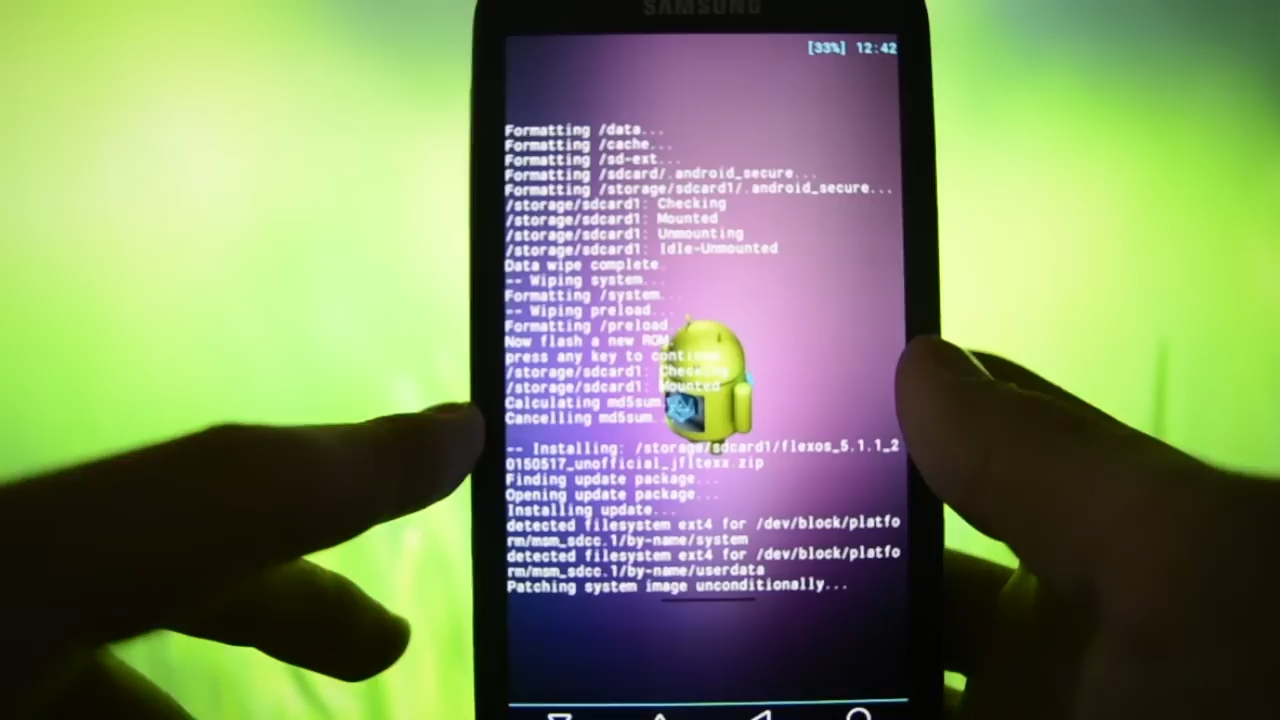 SAMSUNG
[33%] 12:42
Formatting /data...
Formatting /cache...
Formatting /sd-ext...
Formatting /sdcard/.android_secure...
Formatting /storage/sdcard1/.android_secure...
/storage/sdcard1: Checking
/storage/sdcard1: Mounted
/storage/sdcard1: Unmounting
/storage/sdcard1: Idle-Unmounted
Data wipe complete.
-- Wiping system...
Formatting /system...
-- Wiping preload...
Formatting /preload...
Now flash a new ROM.
press any key to continue
/storage/sdcard1: Checking
/storage/sdcard1: Mounted
Calculating md5sum...
Cancelling md5sum...
-- Installing: /storage/sdcard1/flexos_5.1.1_2
0150517_unofficial_jfltexx.zip
Finding update package...
Opening update package...
Installing update...
detected filesystem ext4 for /dev/block/platfo
rm/msm_sdcc.1/by-name/system
detected filesystem ext4 for /dev/block/platfo
rm/msm_sdcc.1/by-name/userdata
Patching system image unconditionally...